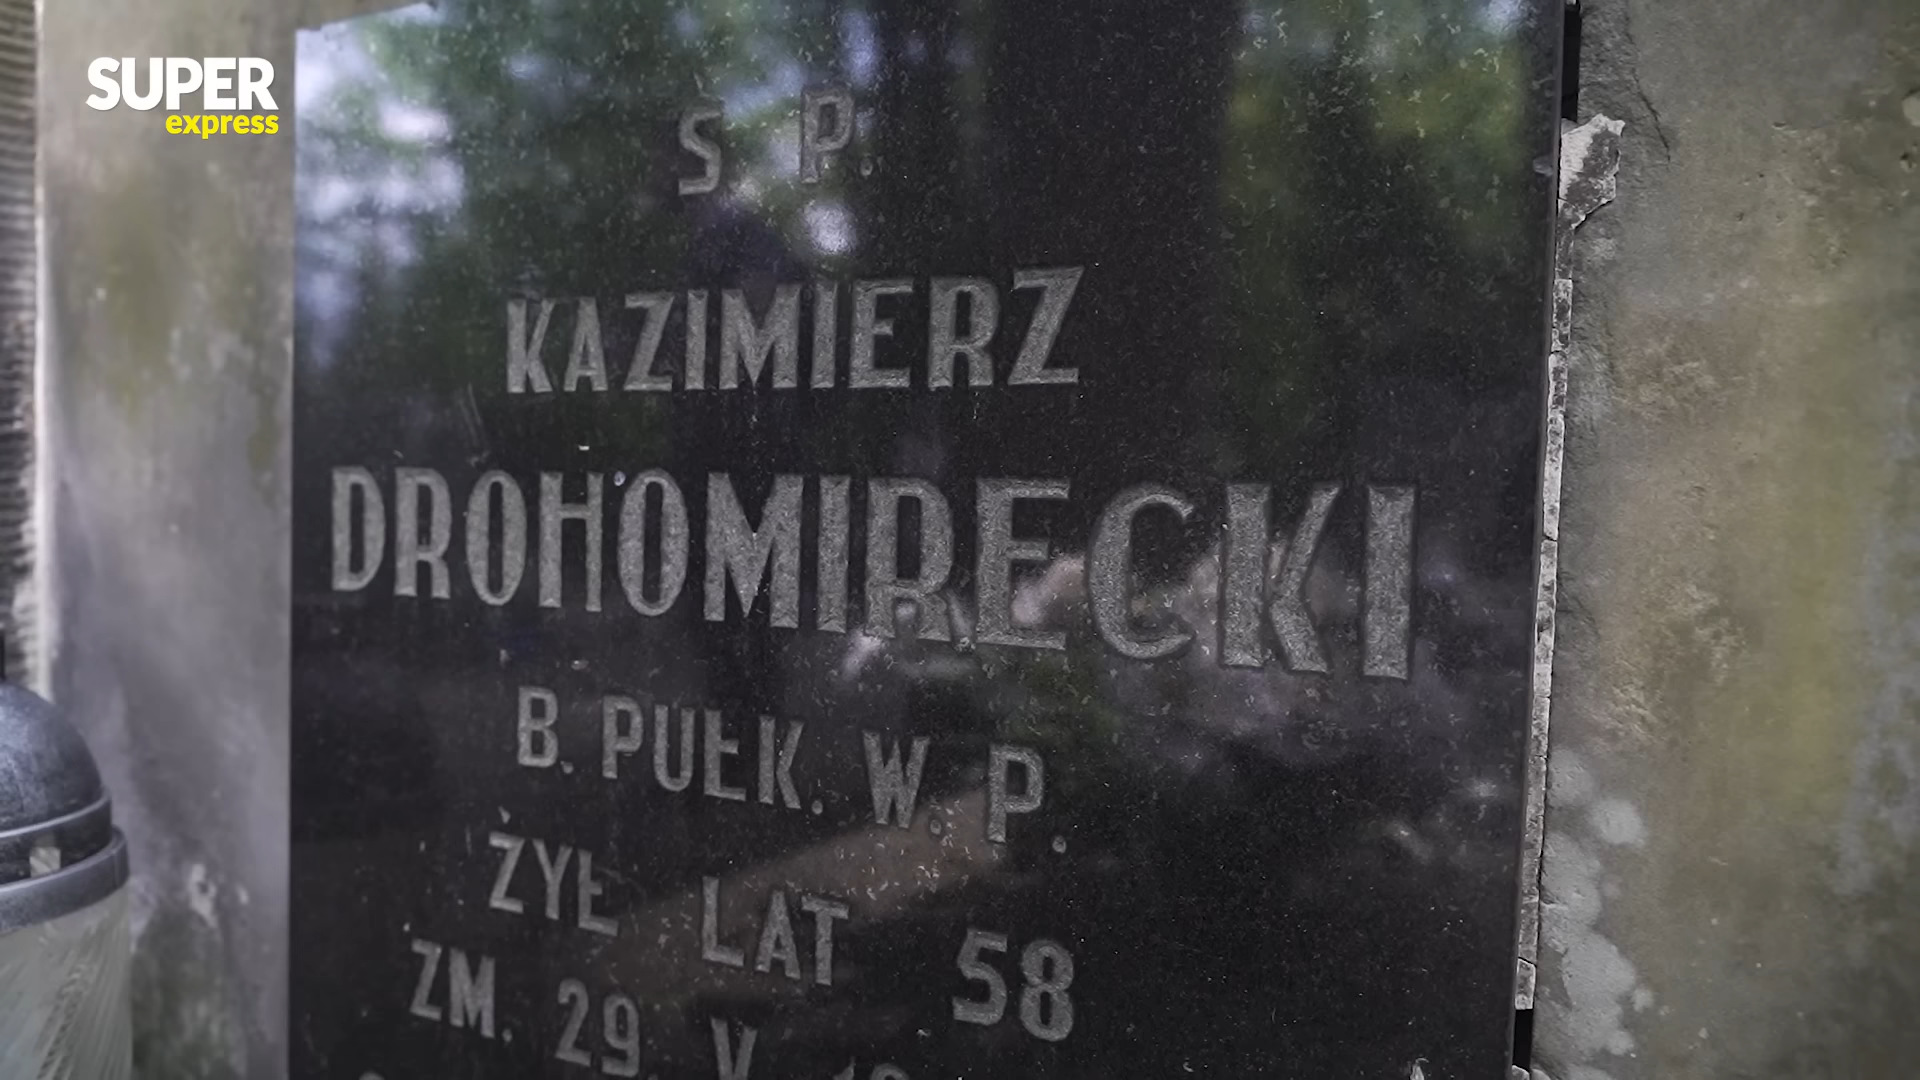 SUPER
express
Ś. P.
KAZIMIERZ
DROHOMIRECKI
B. PUŁK. W. P.
ŻYŁ LAT 58
ZM. 29. V